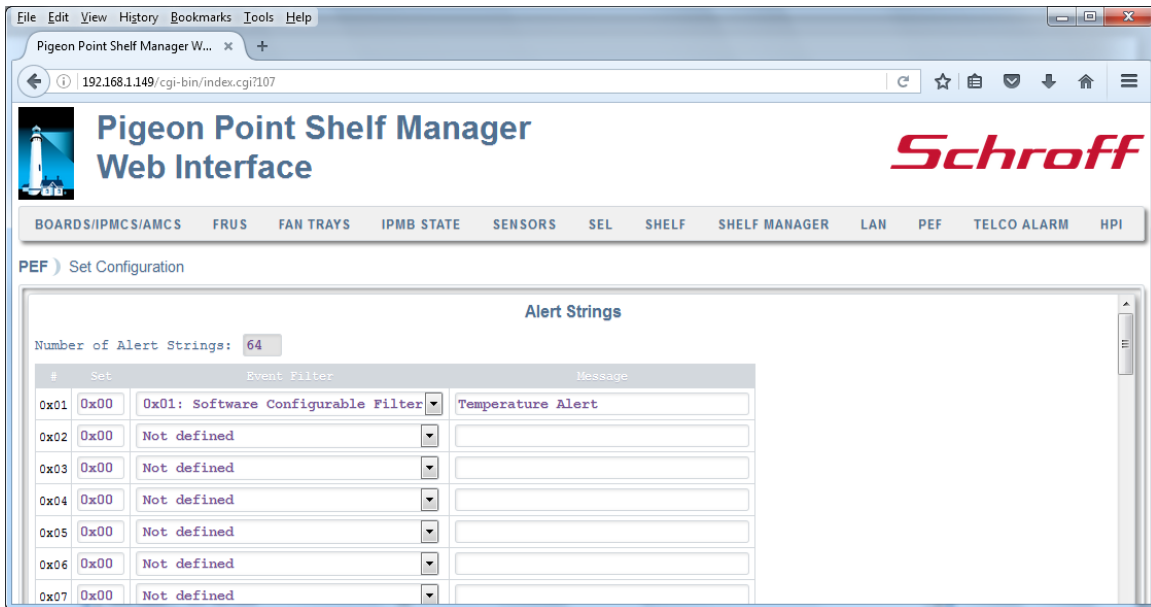 File Edit View History Bookmarks Tools Help
Pigeon Point Shelf Manager W... × +
192.168.1.149/cgi-bin/index.cgi?107
Pigeon Point Shelf Manager
Web Interface
Schroff
BOARDS/IPMCS/AMCS FRUS FAN TRAYS IPMB STATE SENSORS SEL SHELF SHELF MANAGER LAN PEF TELCO ALARM HPI
PEF ) Set Configuration
Alert Strings
Number of Alert Strings: 64
# Set Event Filter Message
0x01 0x00 0x01: Software Configurable Filter Temperature Alert
0x02 0x00 Not defined
0x03 0x00 Not defined
0x04 0x00 Not defined
0x05 0x00 Not defined
0x06 0x00 Not defined
0x07 0x00 Not defined